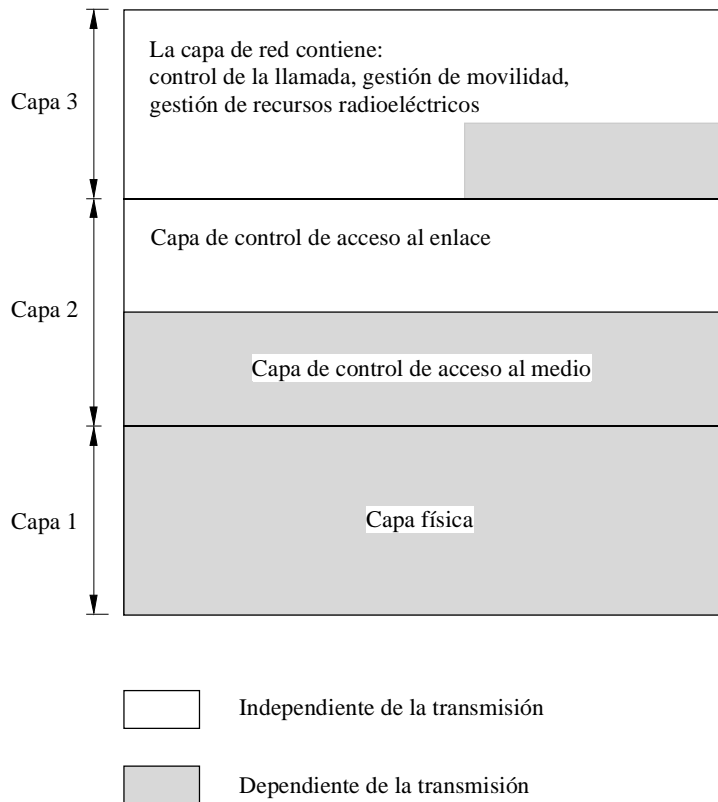 La capa de red contiene:
control de la llamada, gestión de movilidad,
gestión de recursos radioeléctricos
Capa 3
Capa de control de acceso al enlace
Capa 2
Capa de control de acceso al medio
Capa 1
Capa física
Independiente de la transmisión
Dependiente de la transmisión